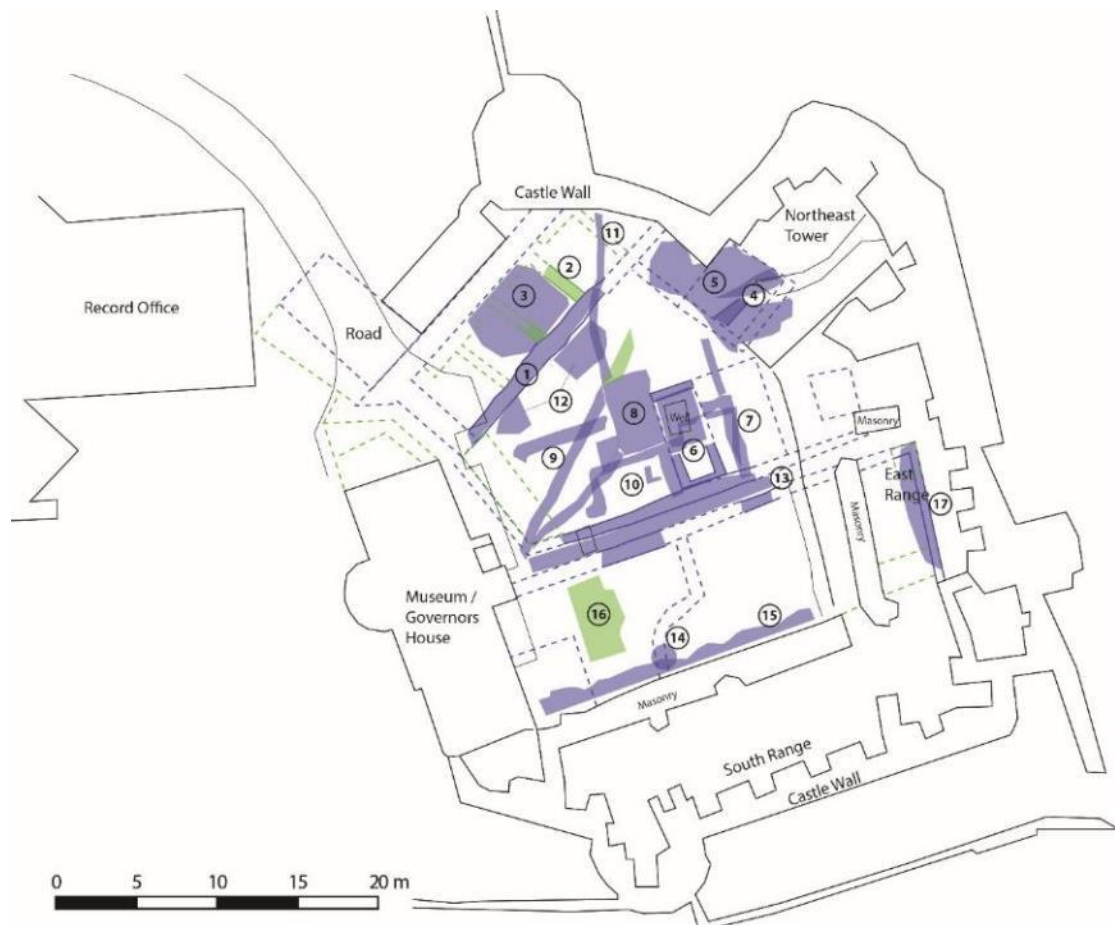 Castle Wall
Northeast
Tower
Record Office
Road
11
2
5
3
4
1
12
8
Well
7
Masonry
6
9
10
13
East
Range
17
Masonry
Museum /
Governors
House
16
15
14
Masonry
South Range
Castle Wall
0 5 10 15 20 m